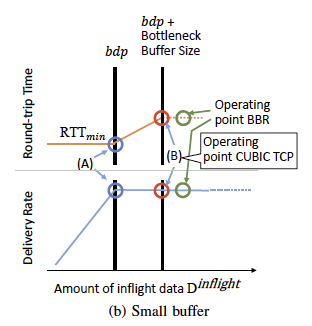 bdp +
Bottleneck
bdp Buffer Size
Round-trip Time
RTTmin
Operating
point BBR
(A)
(B)
Operating
point CUBIC TCP
Delivery Rate
Amount of inflight data D^inflight
(b) Small buffer